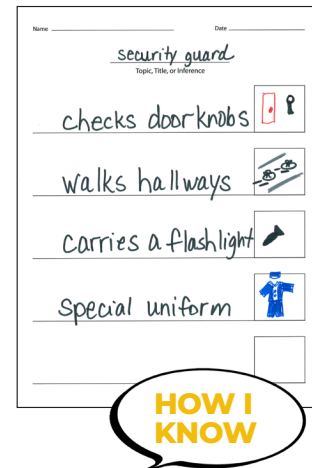 Name Date
security guard
Topic, Title, or Inference
checks doorknobs
walks hallways
carries a flashlight
special uniform
HOW I
KNOW